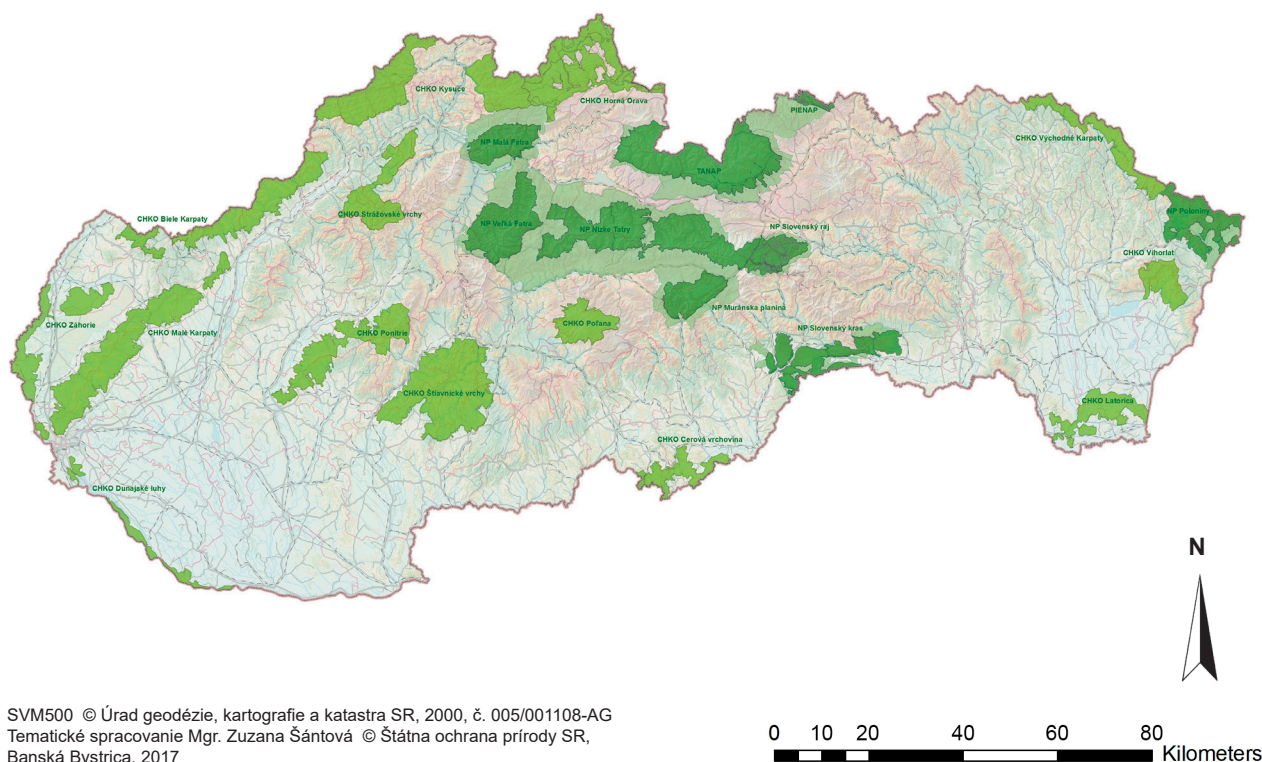 CHKO Kysuce
CHKO Horná Orava
PIENAP
CHKO Východné Karpaty
NP Malá Fatra
TANAP
CHKO Strážovské vrchy
CHKO Biele Karpaty
NP Poloniny
NP Veľká Fatra
NP Nízke Tatry
NP Slovenský raj
CHKO Vihorlat
CHKO Záhorie
CHKO Malé Karpaty
CHKO Ponitrie
CHKO Poľana
NP Muránska planina
NP Slovenský kras
CHKO Štiavnické vrchy
CHKO Latorica
CHKO Cerová vrchovina
CHKO Dunajské luhy
N
SVM500 © Úrad geodézie, kartografie a katastra SR, 2000, č. 005/001108-AG
Tematické spracovanie Mgr. Zuzana Šántová © Štátna ochrana prírody SR,
Banská Bystrica, 2017
0 10 20 40 60 80
Kilometers